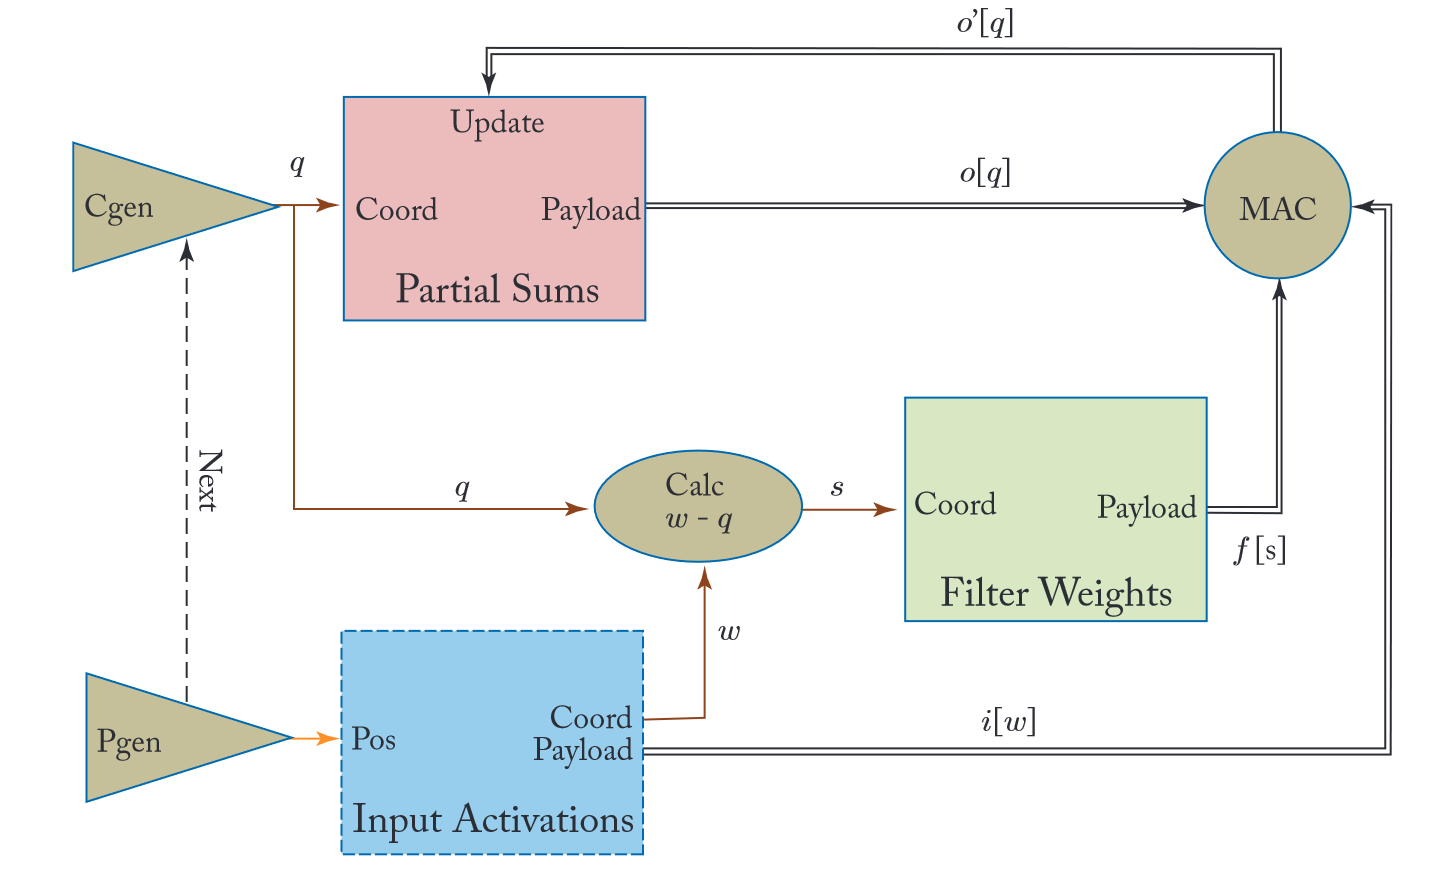 o’[q]
Update
q
Cgen
Coord
Payload
o[q]
MAC
Partial Sums
Next
q
Calc
w - q
s
Coord
Payload
f[s]
Filter Weights
w
Pgen
Pos
Coord
Payload
i[w]
Input Activations